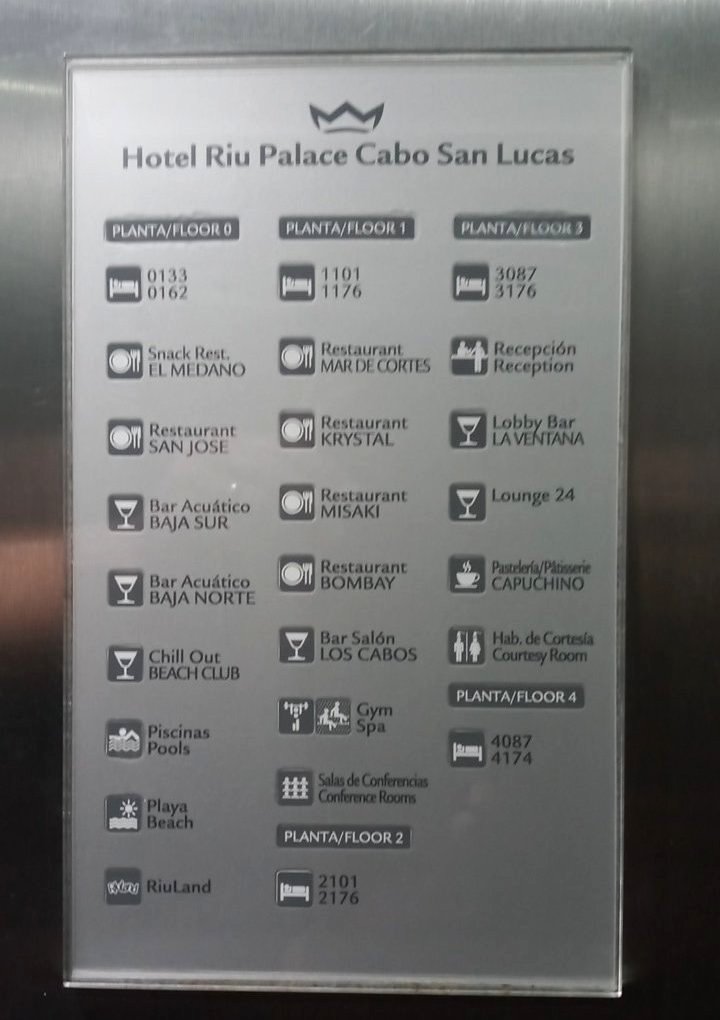 Hotel Riu Palace Cabo San Lucas
PLANTA/FLOOR 0
0133
0162
Snack Rest.
EL MEDANO
Restaurant
SAN JOSE
Bar Acuático
BAJA SUR
Bar Acuático
BAJA NORTE
Chill Out
BEACH CLUB
Piscinas
Pools
Playa
Beach
RiuLand
PLANTA/FLOOR 1
1101
1176
Restaurant
MAR DE CORTES
Restaurant
KRYSTAL
Restaurant
MISAKI
Restaurant
BOMBAY
Bar Salón
LOS CABOS
Gym
Spa
Salas de Conferencias
Conference Rooms
PLANTA/FLOOR 2
2101
2176
PLANTA/FLOOR 3
3087
3176
Recepción
Reception
Lobby Bar
LA VENTANA
Lounge 24
Pastelería/Pâtisserie
CAPUCHINO
Hab. de Cortesía
Courtesy Room
PLANTA/FLOOR 4
4087
4174